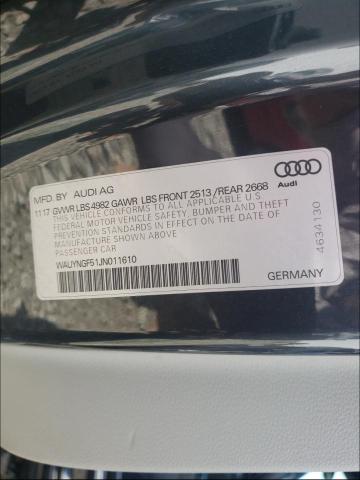 MFD. BY AUDI AG
11 17 GVWR LBS 4982 GAWR LBS FRONT 2513 / REAR 2668
THIS VEHICLE CONFORMS TO ALL APPLICABLE U.S
FEDERAL MOTOR VEHICLE SAFETY, BUMPER AND THEFT
PREVENTION STANDARDS IN EFFECT ON THE DATE OF
MANUFACTURE SHOWN ABOVE.
PASSENGER CAR
WAUYNGF51JN011610
Audi
4634130
GERMANY